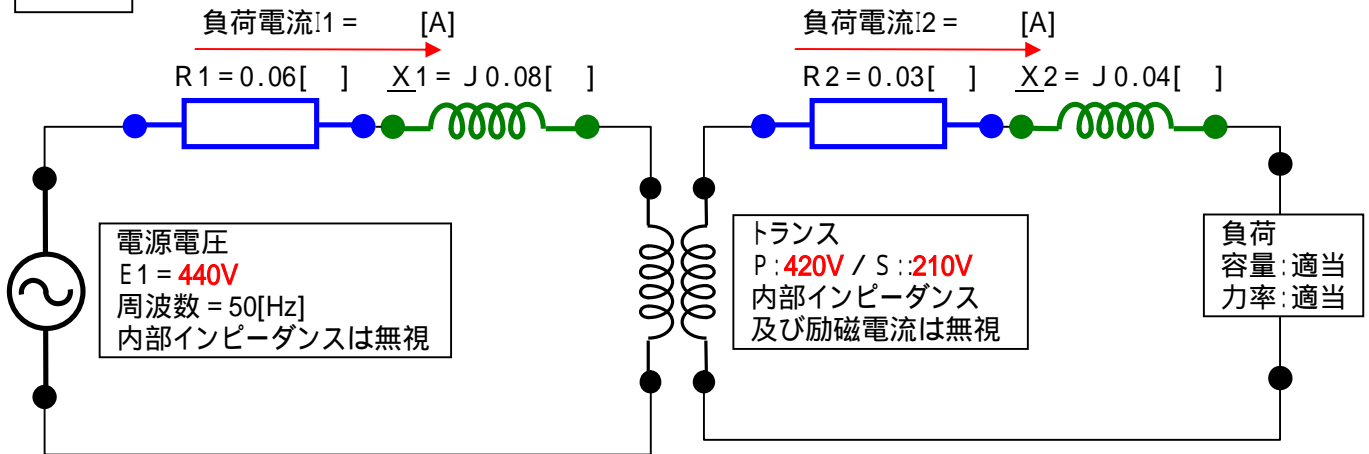 負荷電流I1 = [A]
負荷電流I2 = [A]
R1=0.06[ ]
X1= J0.08[ ]
R2=0.03[ ]
X2= J0.04[ ]
電源電圧
E1 = 440V
周波数 = 50[Hz]
内部インピーダンスは無視
トランス
P:420V / S::210V
内部インピーダンス
及び励磁電流は無視
負荷
容量:適当
力率:適当